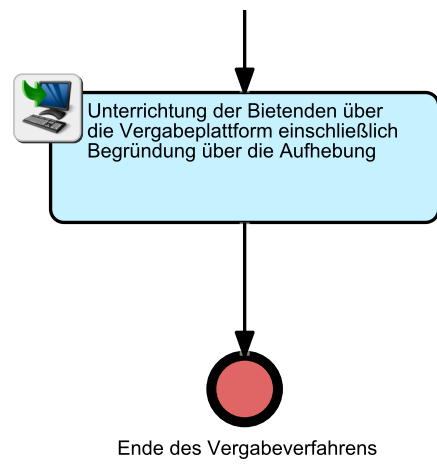 Unterrichtung der Bietenden über
die Vergabeplattform einschließlich
Begründung über die Aufhebung
Ende des Vergabeverfahrens